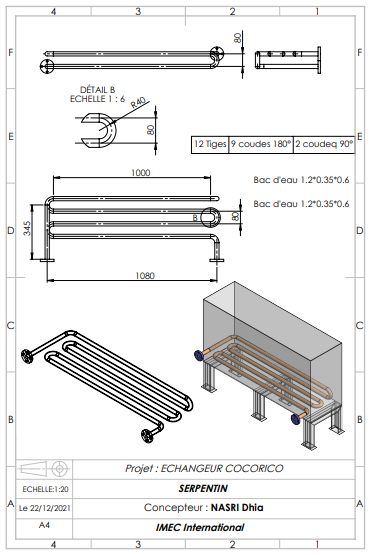 4 3 2 1
F F
80
DÉTAIL B
ECHELLE 1 : 6
R40
80
E E
12 Tiges 9 coudes 180° 2 coudeq 90°
1000
Bac d'eau 1.2*0.35*0.6
Bac d'eau 1.2*0.35*0.6
345
B
80
D D
1080
C C
B B
Projet : ECHANGEUR COCORICO
ECHELLE:1:20
SERPENTIN
Le 22/12/2021
Concepteur : NASRI Dhia
A A
A4
IMEC International
4 3 2 1